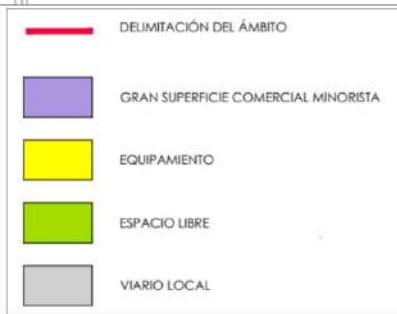 DELIMITACIÓN DEL ÁMBITO
GRAN SUPERFICIE COMERCIAL MINORISTA
EQUIPAMIENTO
ESPACIO LIBRE
VIARIO LOCAL